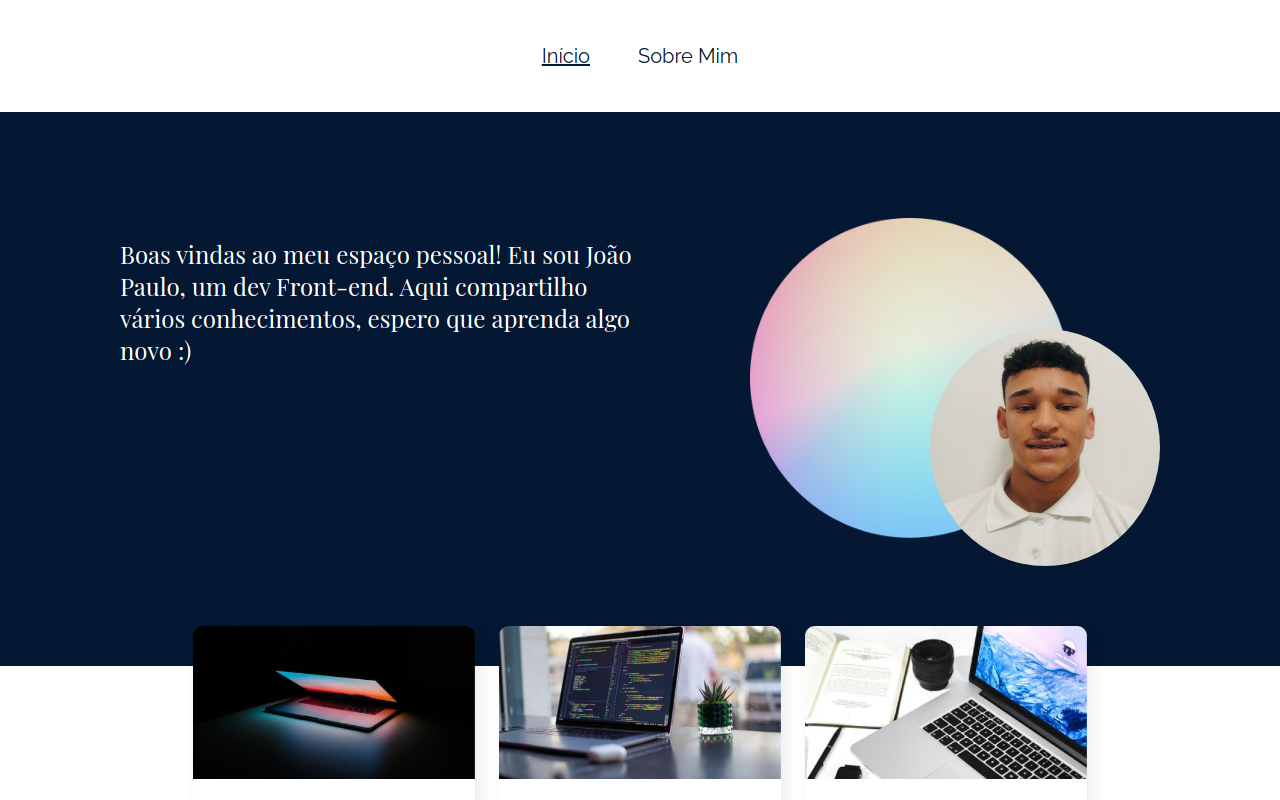 Início
Sobre Mim
Boas vindas ao meu espaço pessoal! Eu sou João
Paulo, um dev Front-end. Aqui compartilho
vários conhecimentos, espero que aprenda algo
novo :)